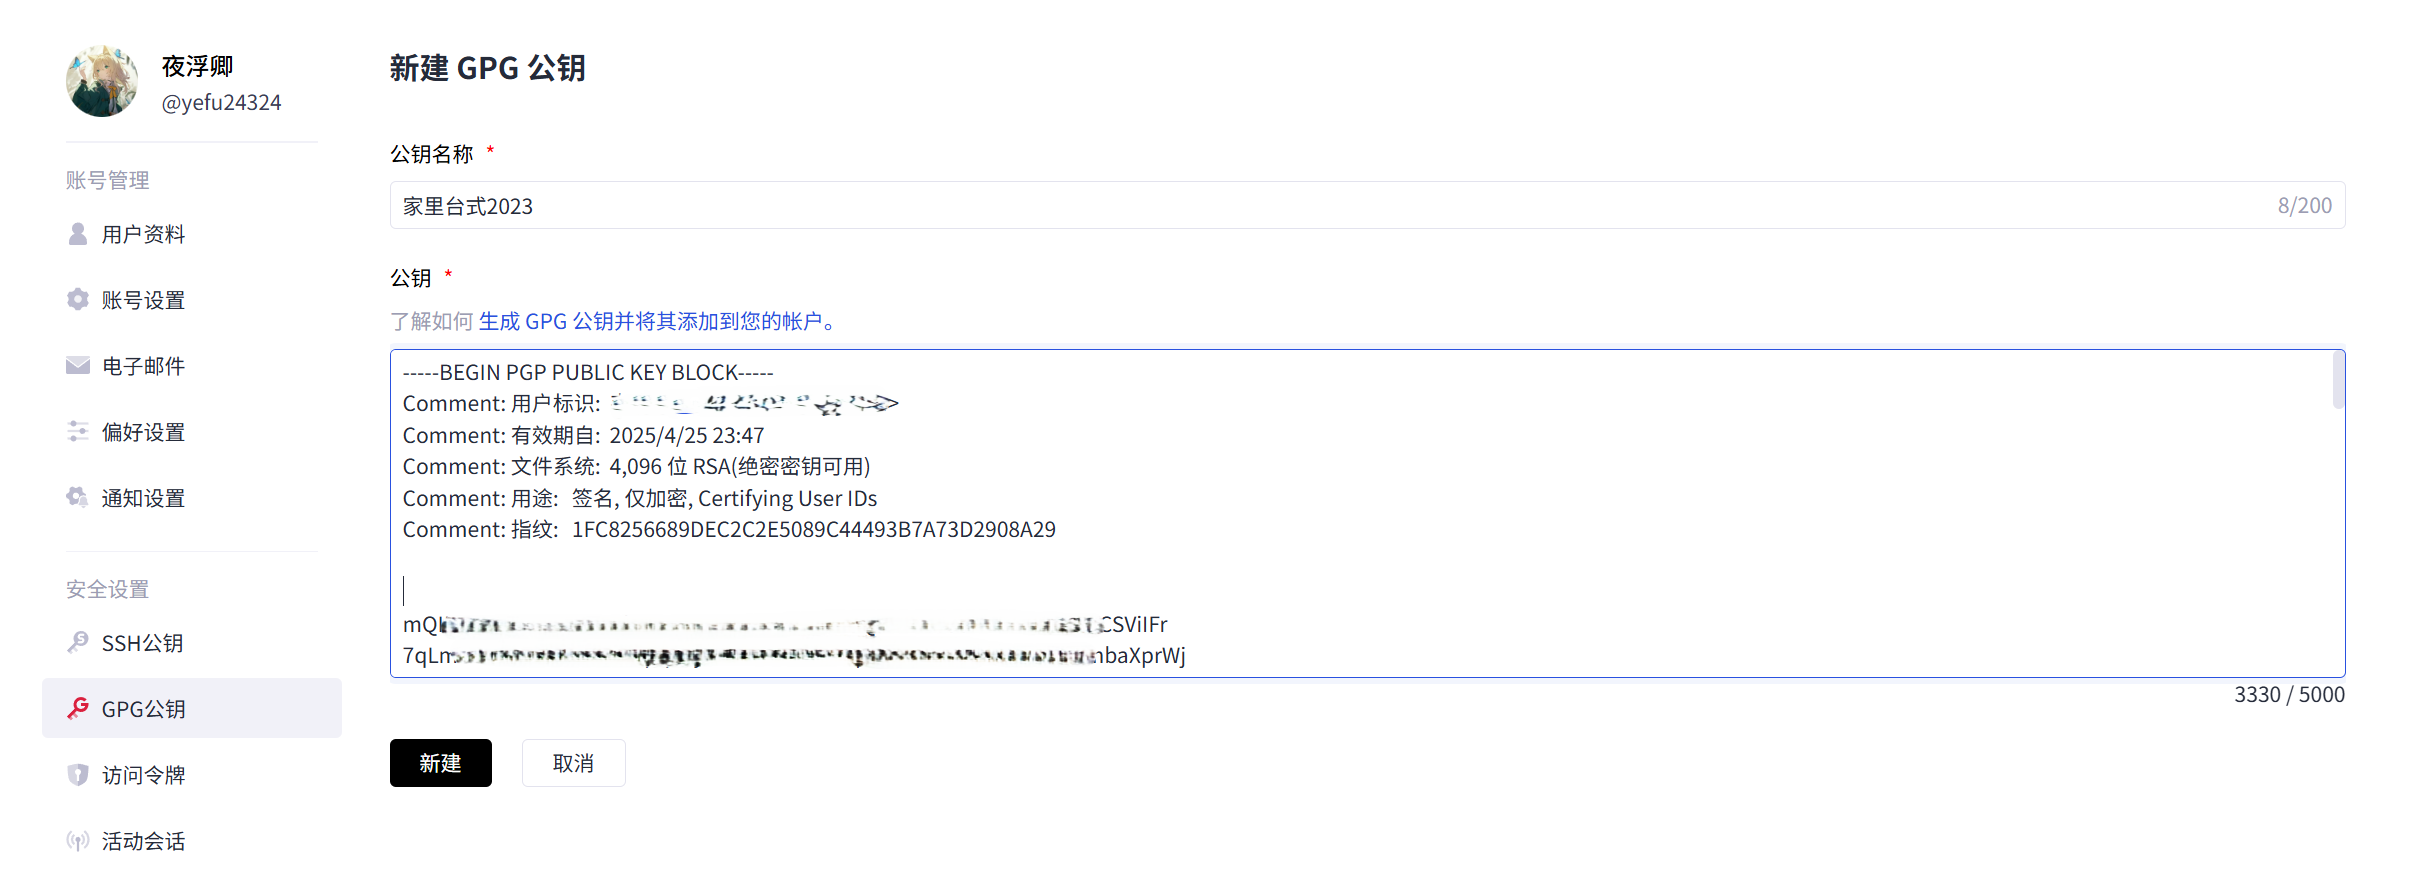 夜浮卿
@yefu24324
账号管理
用户资料
账号设置
电子邮件
偏好设置
通知设置
安全设置
SSH公钥
GPG公钥
访问令牌
活动会话
新建 GPG 公钥
公钥名称 *
家里台式2023
8/200
公钥 *
了解如何 生成 GPG 公钥并将其添加到您的帐户。
-----BEGIN PGP PUBLIC KEY BLOCK-----
Comment: 用户标识:
Comment: 有效期自: 2025/4/25 23:47
Comment: 文件系统: 4,096 位 RSA(绝密密钥可用)
Comment: 用途: 签名, 仅加密, Certifying User IDs
Comment: 指纹: 1FC8256689DEC2C2E5089C44493B7A73D2908A29
mQ CSViIFr
7qL baXprWj
3330 / 5000
新建
取消